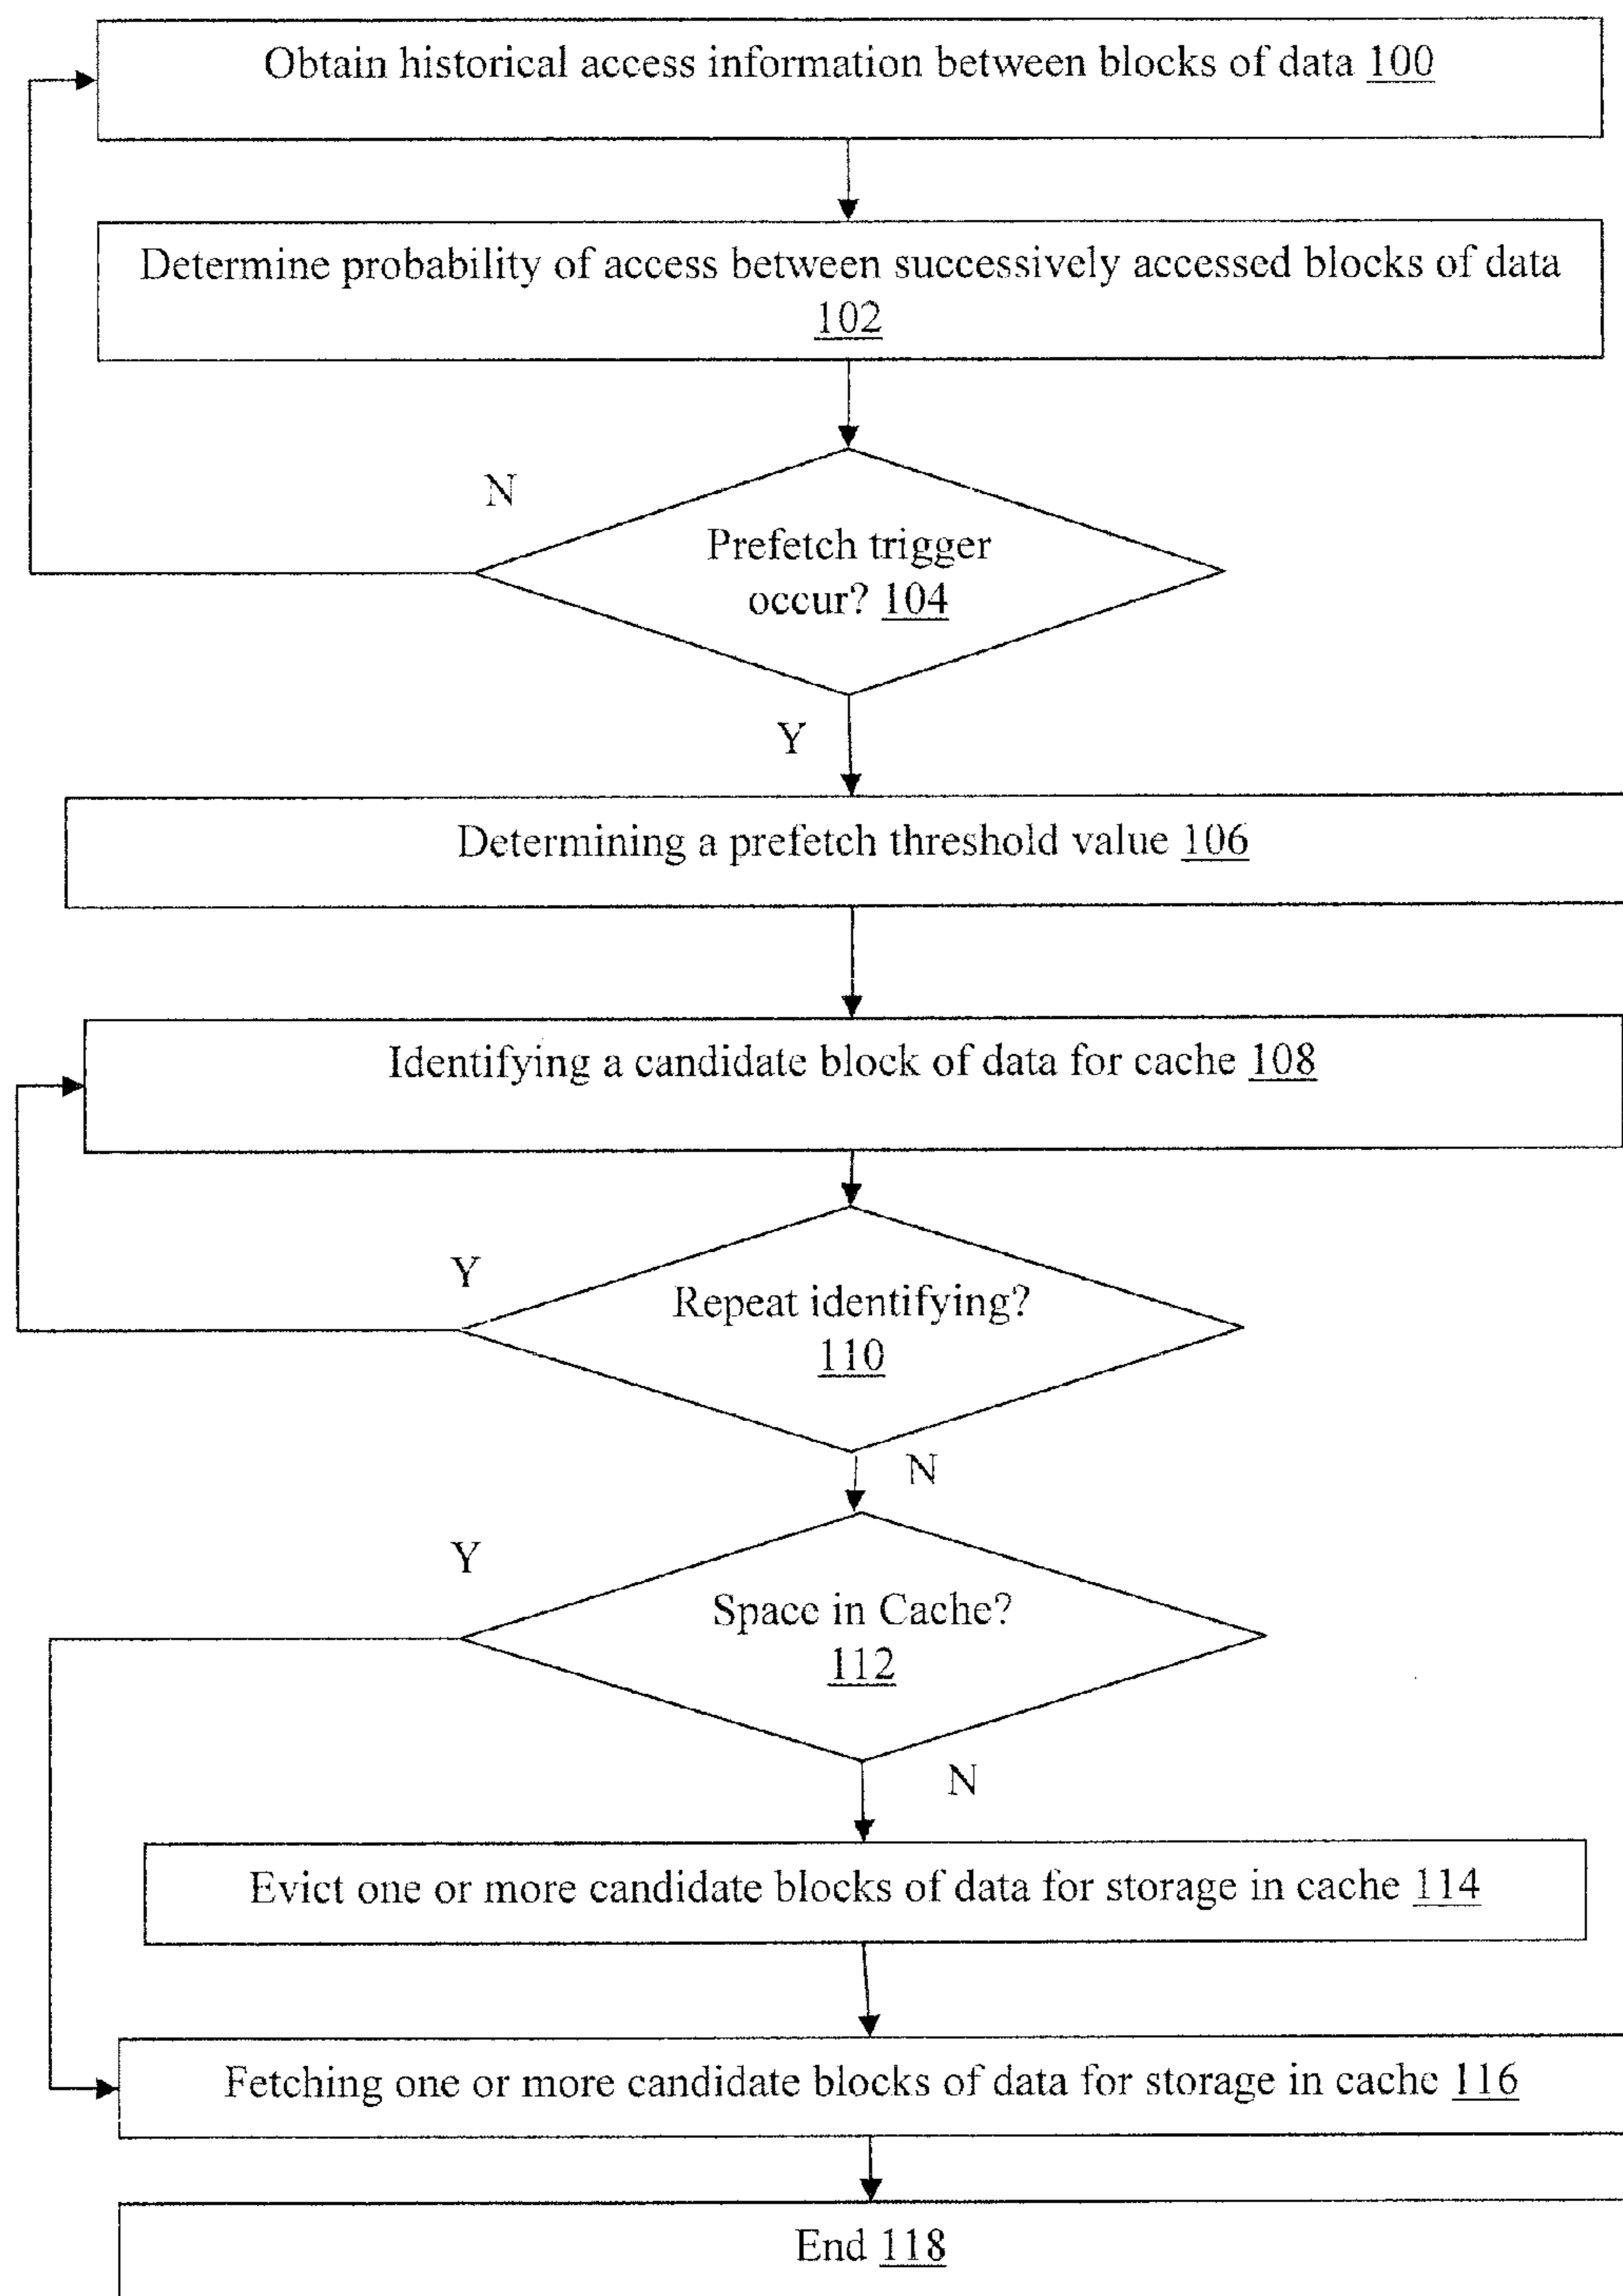 Obtain historical access information between blocks of data 100
Determine probability of access between successively accessed blocks of data
102
N
Prefetch trigger
occur? 104
Y
Determining a prefetch threshold value 106
Identifying a candidate block of data for cache 108
Y
Repeat identifying?
110
N
Y
Space in Cache?
112
N
Evict one or more candidate blocks of data for storage in cache 114
Fetching one or more candidate blocks of data for storage in cache 116
End 118